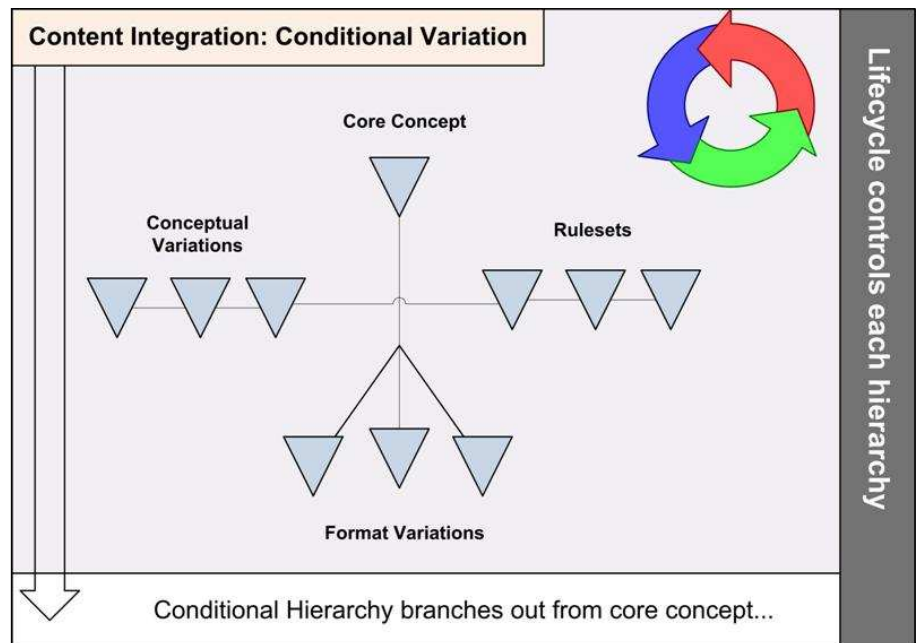 Content Integration: Conditional Variation
Core Concept
Conceptual
Variations
Rulesets
Format Variations
Conditional Hierarchy branches out from core concept...
Lifecycle controls each hierarchy